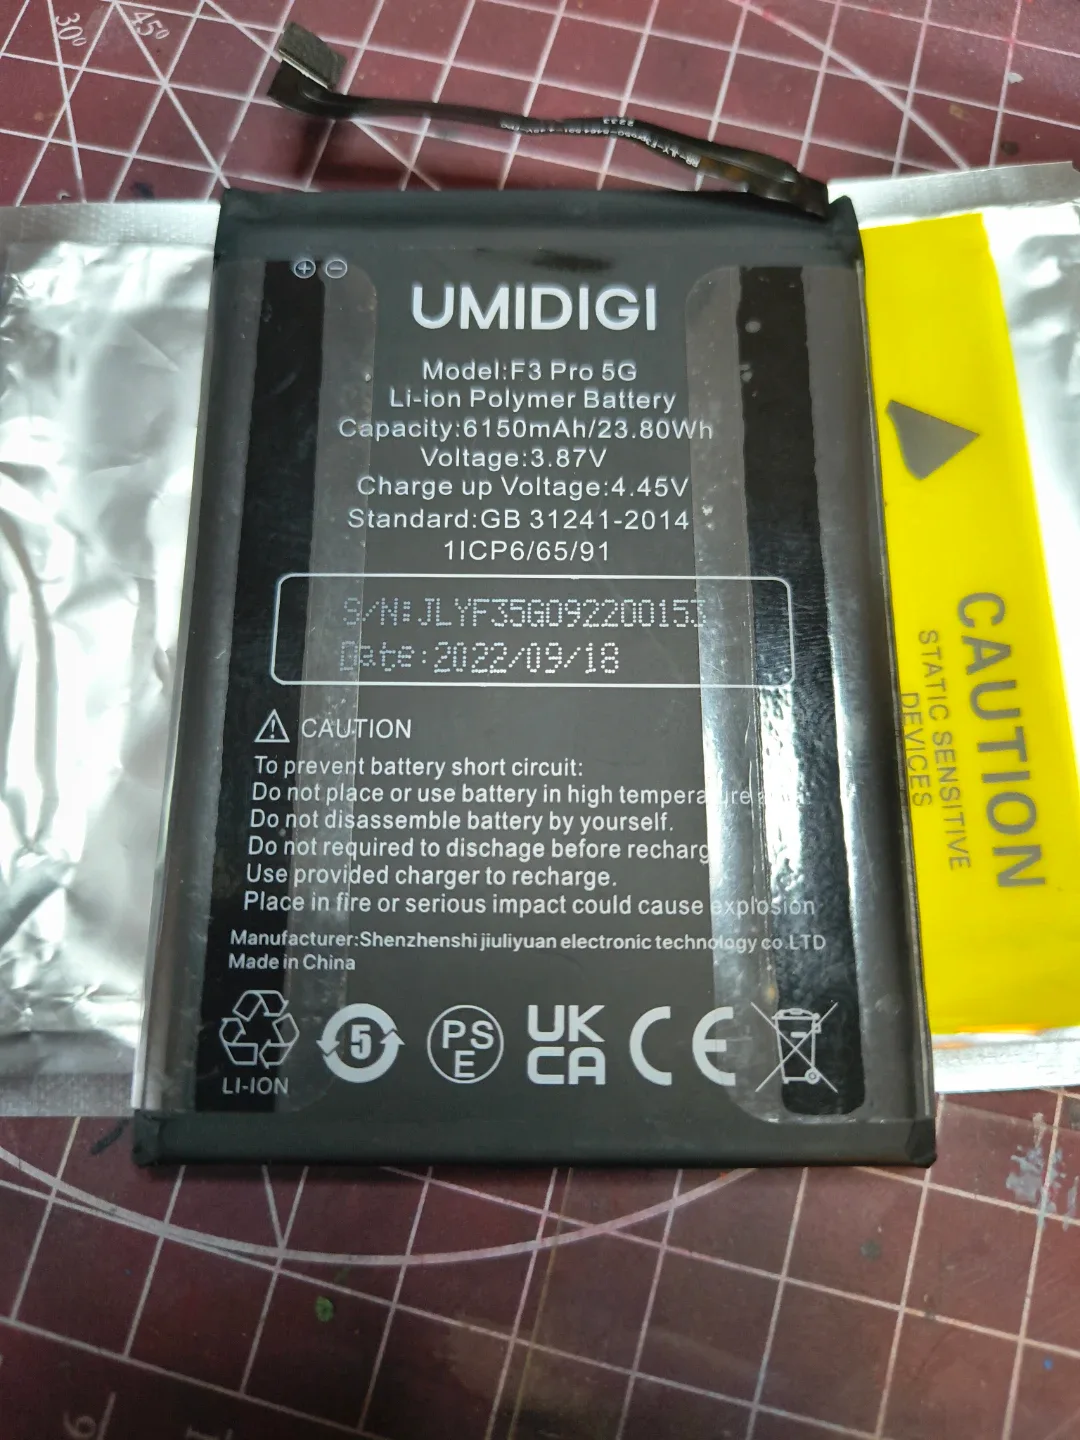 30°
45°
UMIDIGI
Model:F3 Pro 5G
Li-ion Polymer Battery
Capacity:6150mAh/23.80Wh
Voltage:3.87V
Charge up Voltage:4.45V
Standard:GB 31241-2014
1ICP6/65/91
S/N:JLYF35G092200153
Date:2022/09/18
CAUTION
To prevent battery short circuit:
Do not place or use battery in high temperature
Do not disassemble battery by yourself.
Do not required to dischage before recharg
Use provided charger to recharge.
Place in fire or serious impact could cause explosion
Manufacturer:Shenzhenshi jiuliyuan electronic technology co.LTD
Made in China
LI-ION
5
PS
E
UK
CA
CE
CAUTION
STATIC SENSITIVE
DEVICES